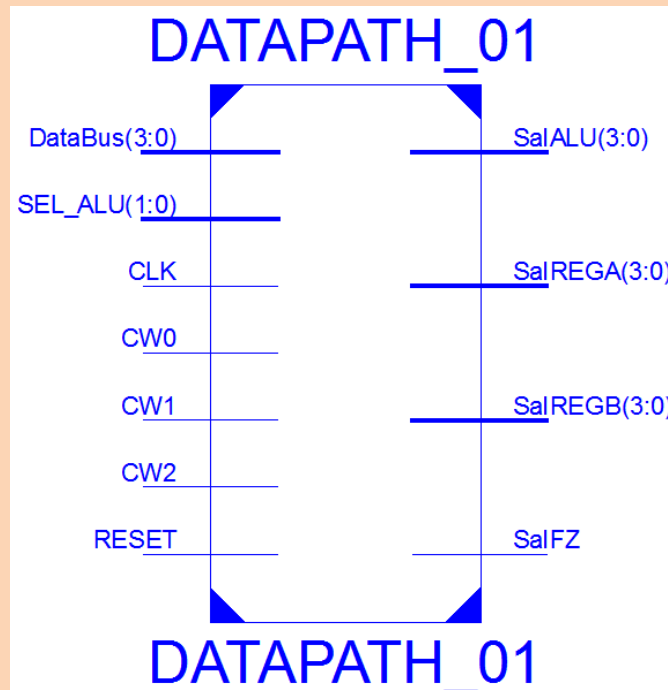 DATAPATH_01
DataBus(3:0)
SalALU(3:0)
SEL_ALU(1:0)
CLK
SalREGA(3:0)
CW0
CW1
SalREGB(3:0)
CW2
RESET
SalFZ
DATAPATH_01